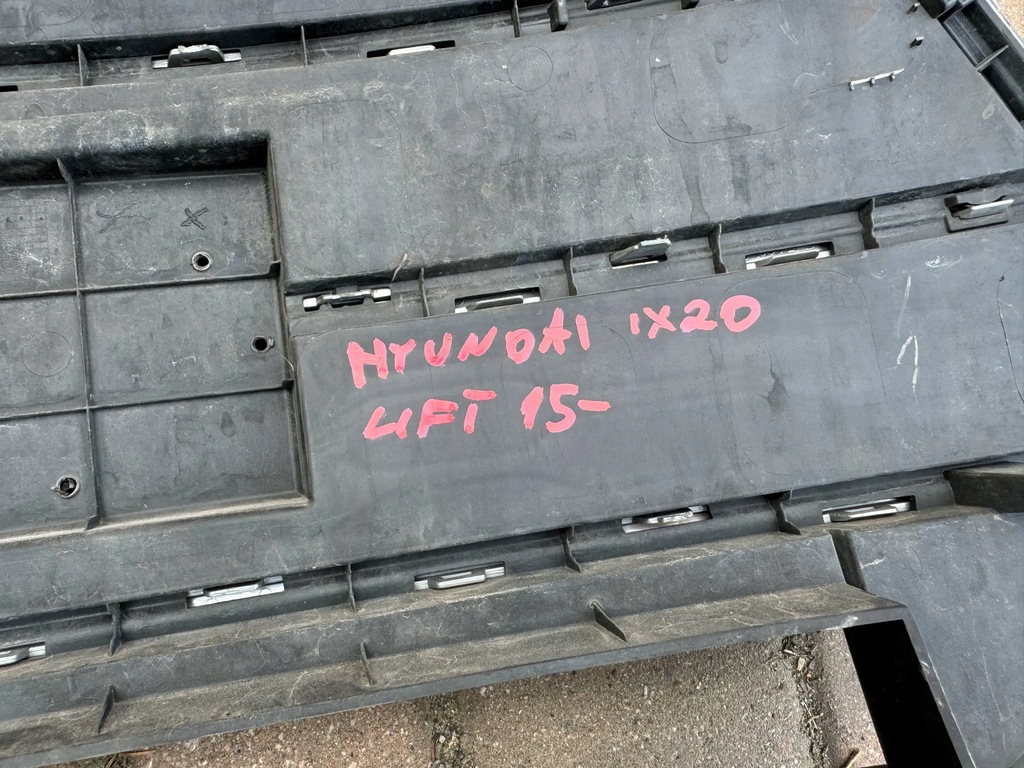 HYUNDAI IX20
LIFT 15-